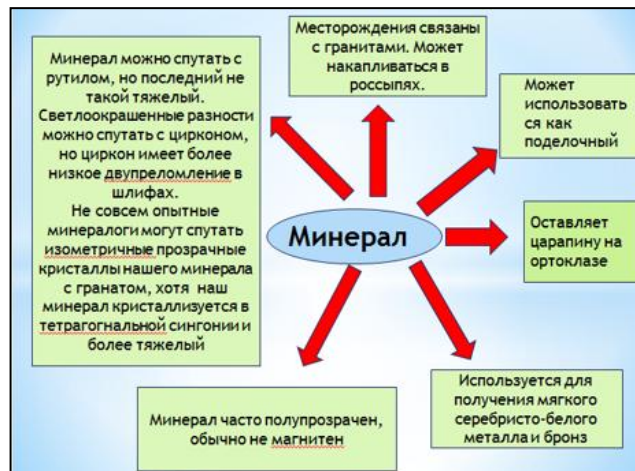 Минерал можно спутать с
рутилом, но последний не
такой тяжелый.
Светлоокрашенные разности
можно спутать с цирконом,
но циркон имеет более
низкое двупреломление в
шлифах.
Не совсем опытные
минералоги могут спутать
изометричные прозрачные
кристаллы нашего минерала
с гранатом, хотя наш
минерал кристаллизуется в
тетрагогнальной сингонии и
более тяжелый
Месторождения связаны
с гранитами. Может
накапливаться в
россыпях.
Может
использовать
ся как
поделочный
Минерал
Оставляет
царапину на
ортоклазе
Минерал часто полупрозрачен,
обычно не магнитен
Используется для
получения мягкого
серебристо-белого
металла и бронз